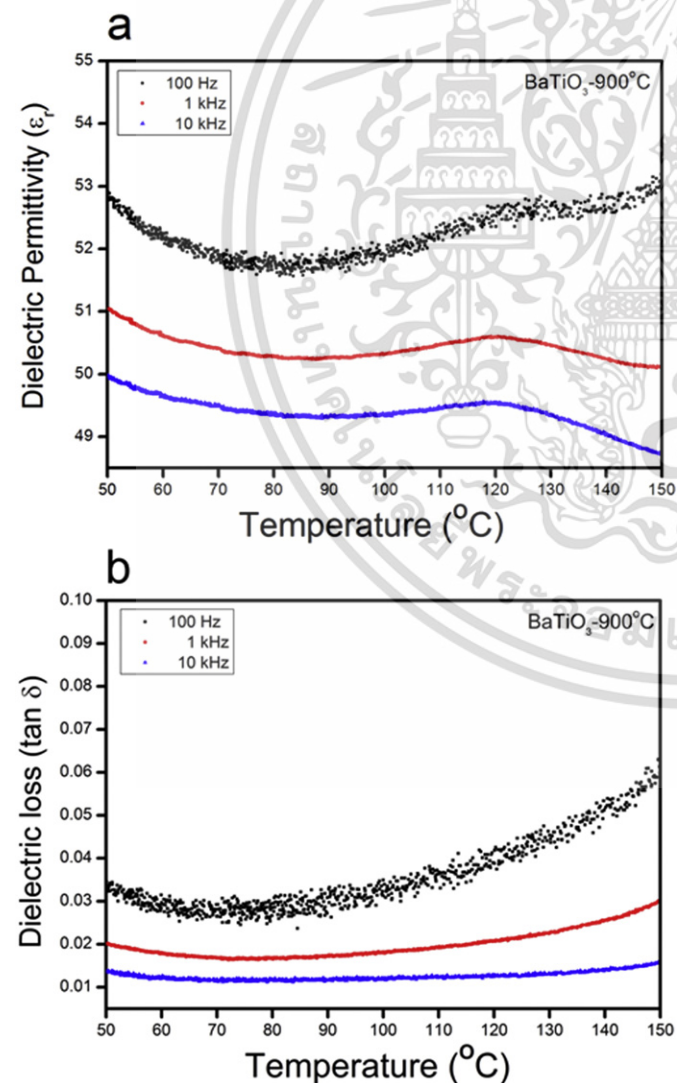 a
55
54
53
52
51
50
49
Dielectric Permittivity (εr)
100 Hz
1 kHz
10 kHz
BaTiO3-900°C
50 60 70 80 90 100 110 120 130 140 150
Temperature (°C)
b
0.10
0.09
0.08
0.07
0.06
0.05
0.04
0.03
0.02
0.01
Dielectric loss (tan δ)
100 Hz
1 kHz
10 kHz
BaTiO3-900°C
50 60 70 80 90 100 110 120 130 140 150
Temperature (°C)